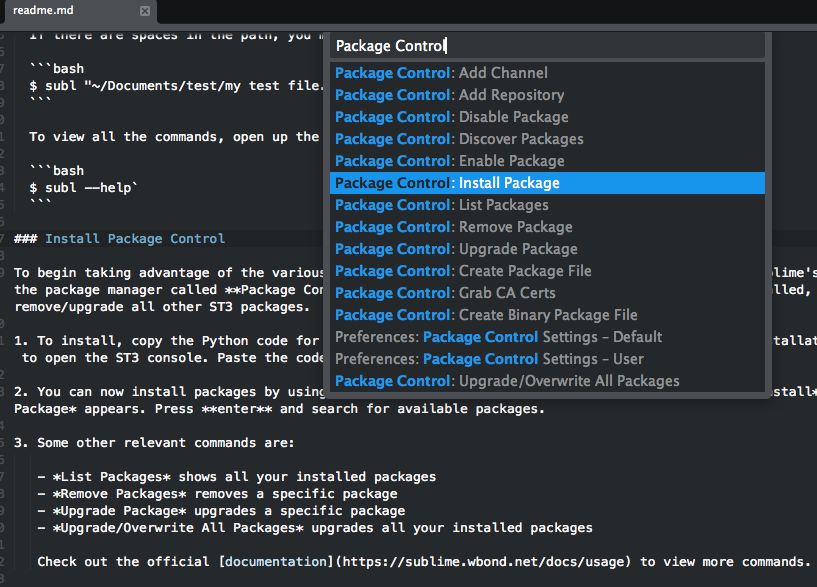 readme.md
Package Control
If there are spaces in the path, you
```bash
$ subl "~/Documents/test/my test file.
```
To view all the commands, open up the
```bash
$ subl --help`
```
### Install Package Control
To begin taking advantage of the various
the package manager called **Package
remove/upgrade all other ST3 packages.
1. To install, copy the Python code for
to open the ST3 console. Paste the code
2. You can now install packages by using
Package* appears. Press **enter** and search for available packages.
3. Some other relevant commands are:
- *List Packages* shows all your installed packages
- *Remove Packages* removes a specific package
- *Upgrade Package* upgrades a specific package
- *Upgrade/Overwrite All Packages* upgrades all your installed packages
Check out the official [documentation](https://sublime.wbond.net/docs/usage) to view more commands.
Package Control: Add Channel
Package Control: Add Repository
Package Control: Disable Package
Package Control: Discover Packages
Package Control: Enable Package
Package Control: Install Package
Package Control: List Packages
Package Control: Remove Package
Package Control: Upgrade Package
Package Control: Create Package File
Package Control: Grab CA Certs
Package Control: Create Binary Package File
Preferences: Package Control Settings – Default
Preferences: Package Control Settings – User
Package Control: Upgrade/Overwrite All Packages